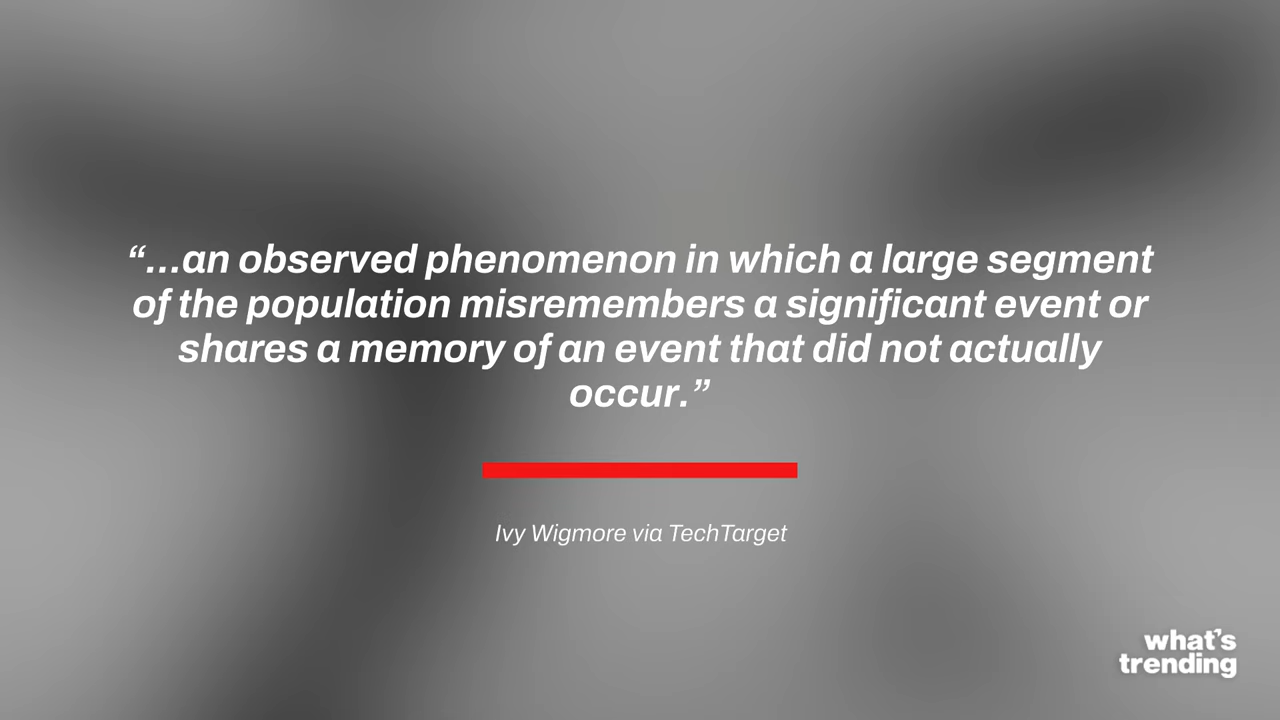 “...an observed phenomenon in which a large segment
of the population misremembers a significant event or
shares a memory of an event that did not actually
occur.”
Ivy Wigmore via TechTarget
what's
trending